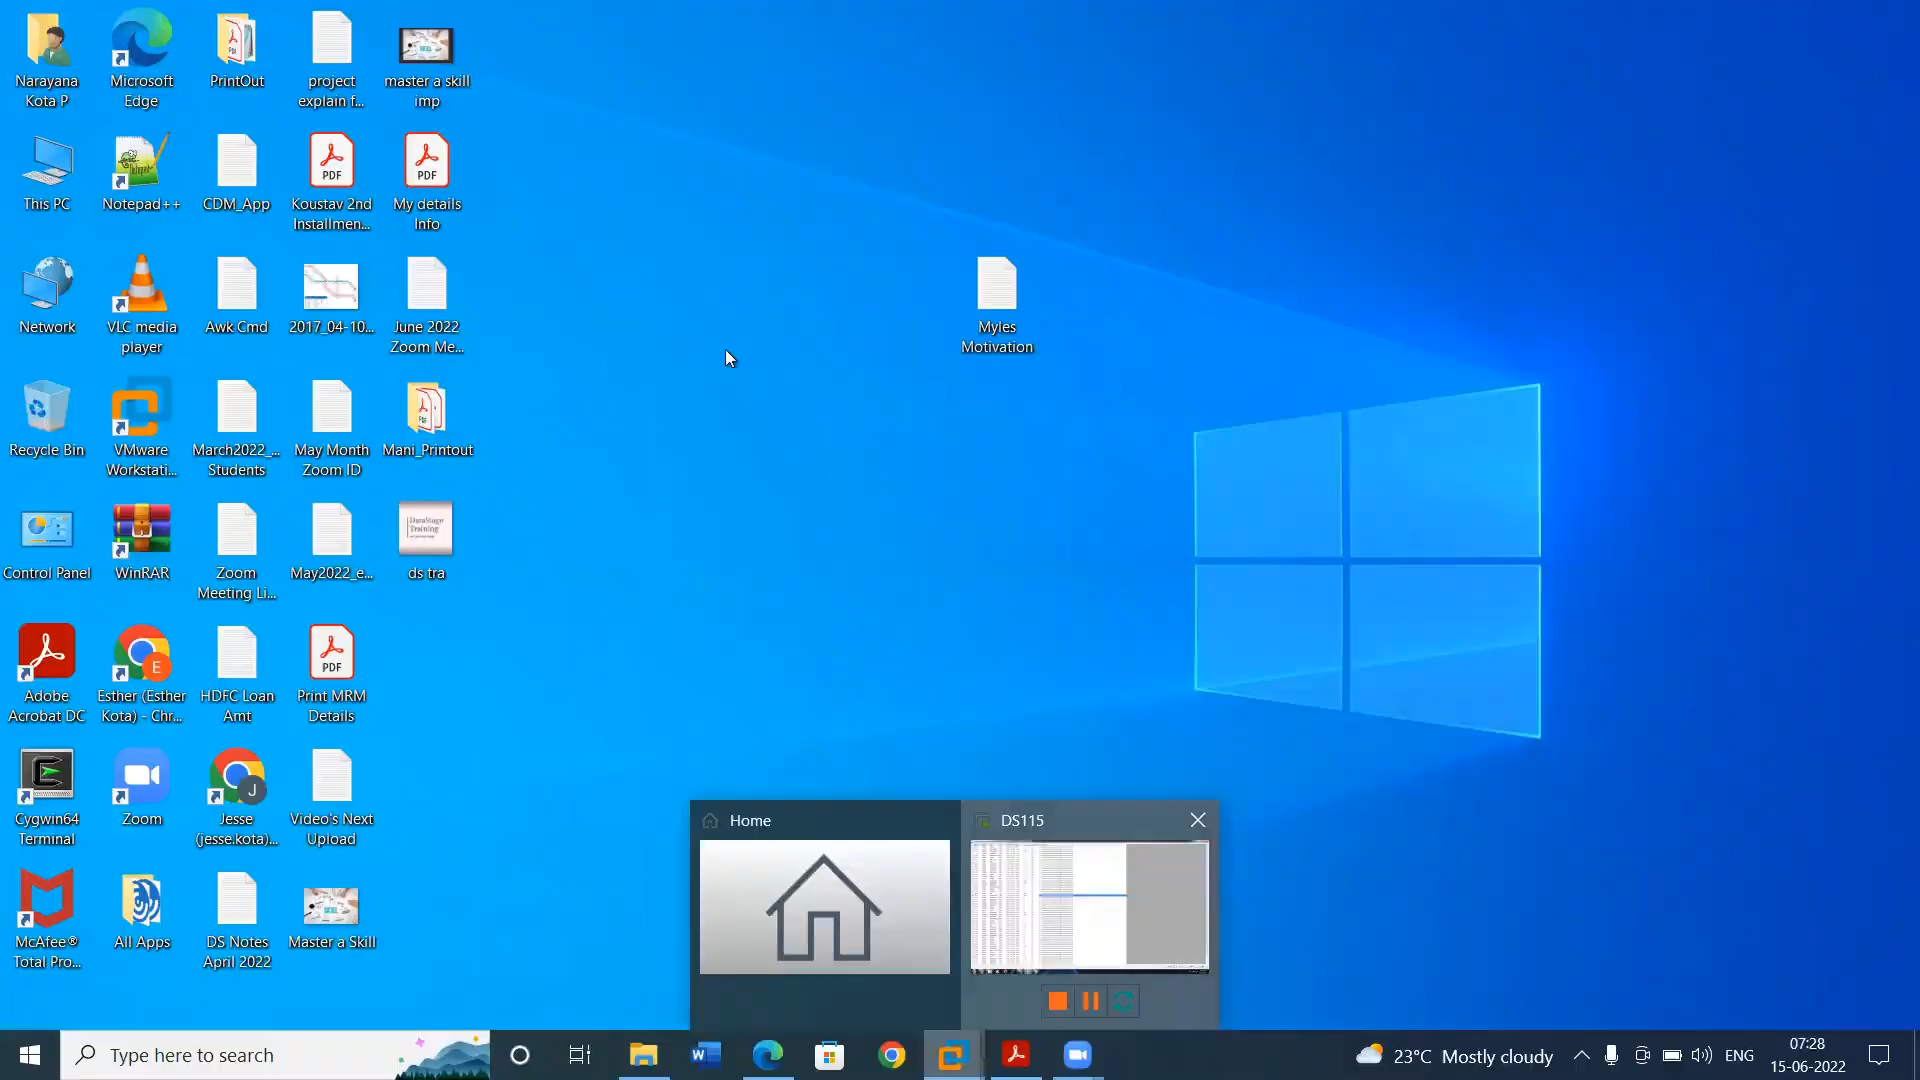 Narayana
Kota P
Microsoft
Edge
PrintOut
project
explain f...
master a skill
imp
This PC
Notepad++
CDM_App
Koustav 2nd
Installmen...
My details
Info
Network
VLC media
player
Awk Cmd
2017_04-10...
June 2022
Zoom Me...
Myles
Motivation
Recycle Bin
VMware
Workstati...
March2022_...
Students
May Month
Zoom ID
Mani_Printout
Control Panel
WinRAR
Zoom
Meeting Li...
May2022_e...
DataStage
Training
ds tra
Adobe
Acrobat DC
Esther (Esther
Kota) - Chr...
HDFC Loan
Amt
Print MRM
Details
Cygwin64
Terminal
Zoom
Jesse
(jesse.kota)...
Video's Next
Upload
McAfee®
Total Pro...
All Apps
DS Notes
April 2022
Master a Skill
Home
DS115
Type here to search
23°C Mostly cloudy
ENG
07:28
15-06-2022